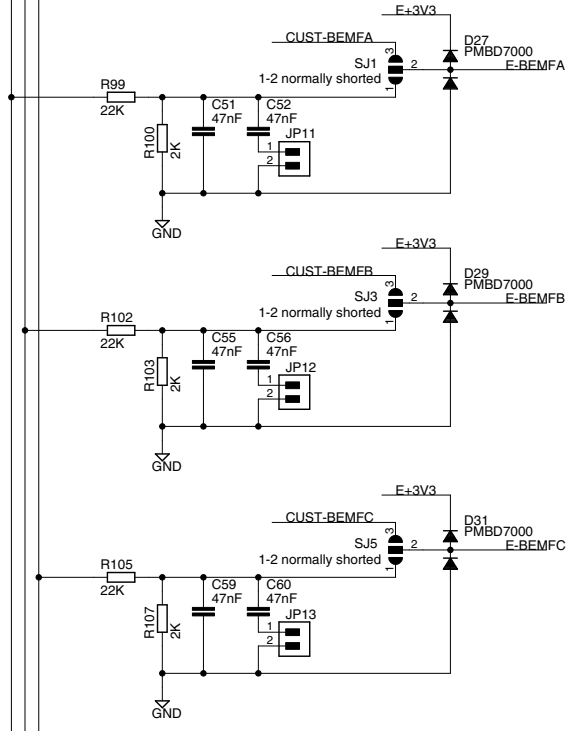 E+3V3
CUST-BEMFA
3
SJ1
2
1-2 normally shorted
1
D27
PMBD7000
E-BEMFA
R99
22K
R100
2K
C51
47nF
C52
47nF
JP11
1
2
GND
E+3V3
CUST-BEMFB
3
SJ3
2
1-2 normally shorted
1
D29
PMBD7000
E-BEMFB
R102
22K
R103
2K
C55
47nF
C56
47nF
JP12
1
2
GND
E+3V3
CUST-BEMFC
3
SJ5
2
1-2 normally shorted
1
D31
PMBD7000
E-BEMFC
R105
22K
R107
2K
C59
47nF
C60
47nF
JP13
1
2
GND